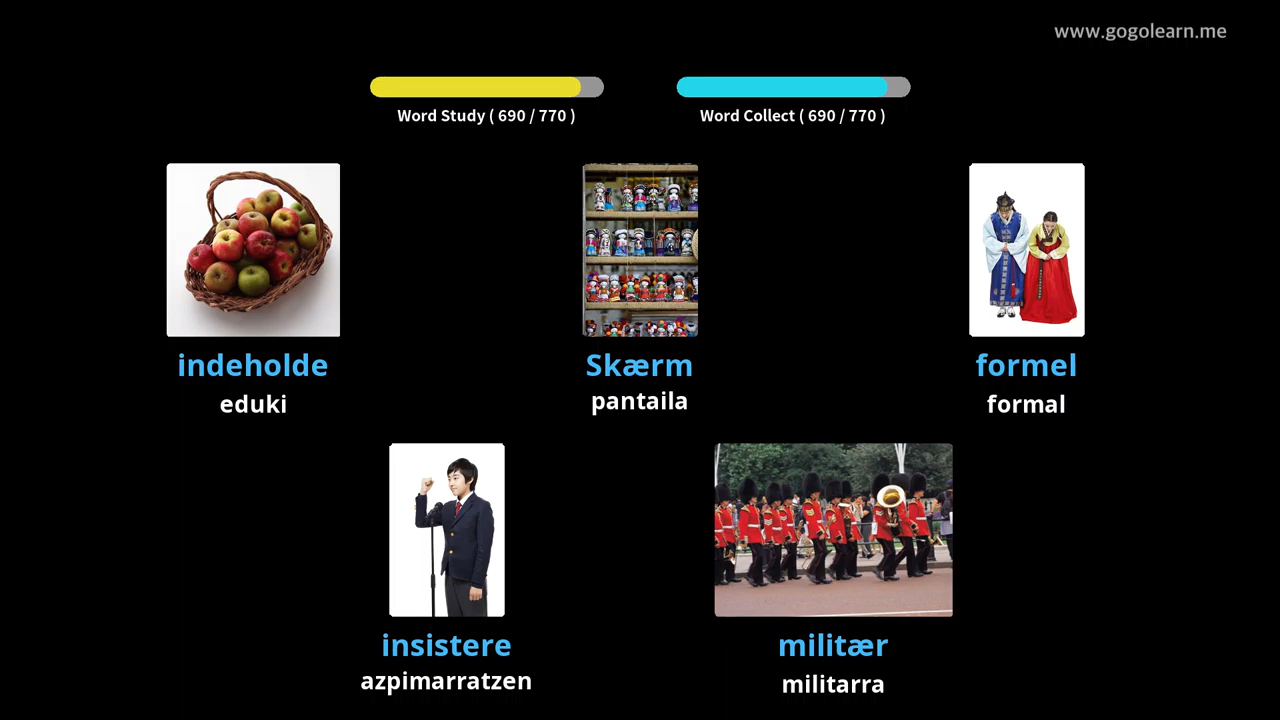 www.gogolearn.me
Word Study ( 690 / 770 )
Word Collect ( 690 / 770 )
indeholde
eduki
Skærm
pantaila
formel
formal
insistere
azpimarratzen
militær
militarra